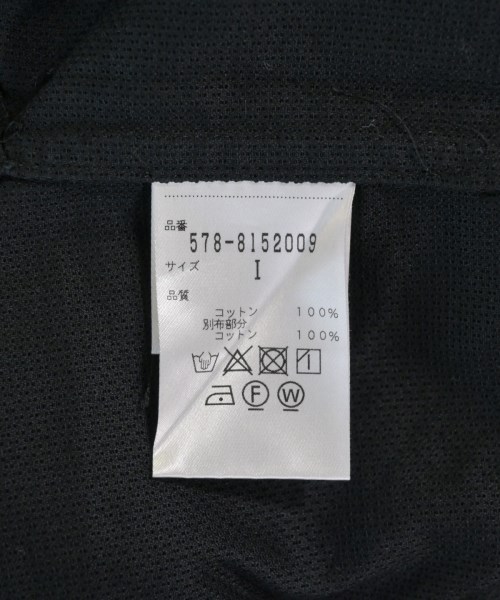 品番
578-8152009
サイズ I
品質
コットン 100%
別布部分
コットン 100%
F W